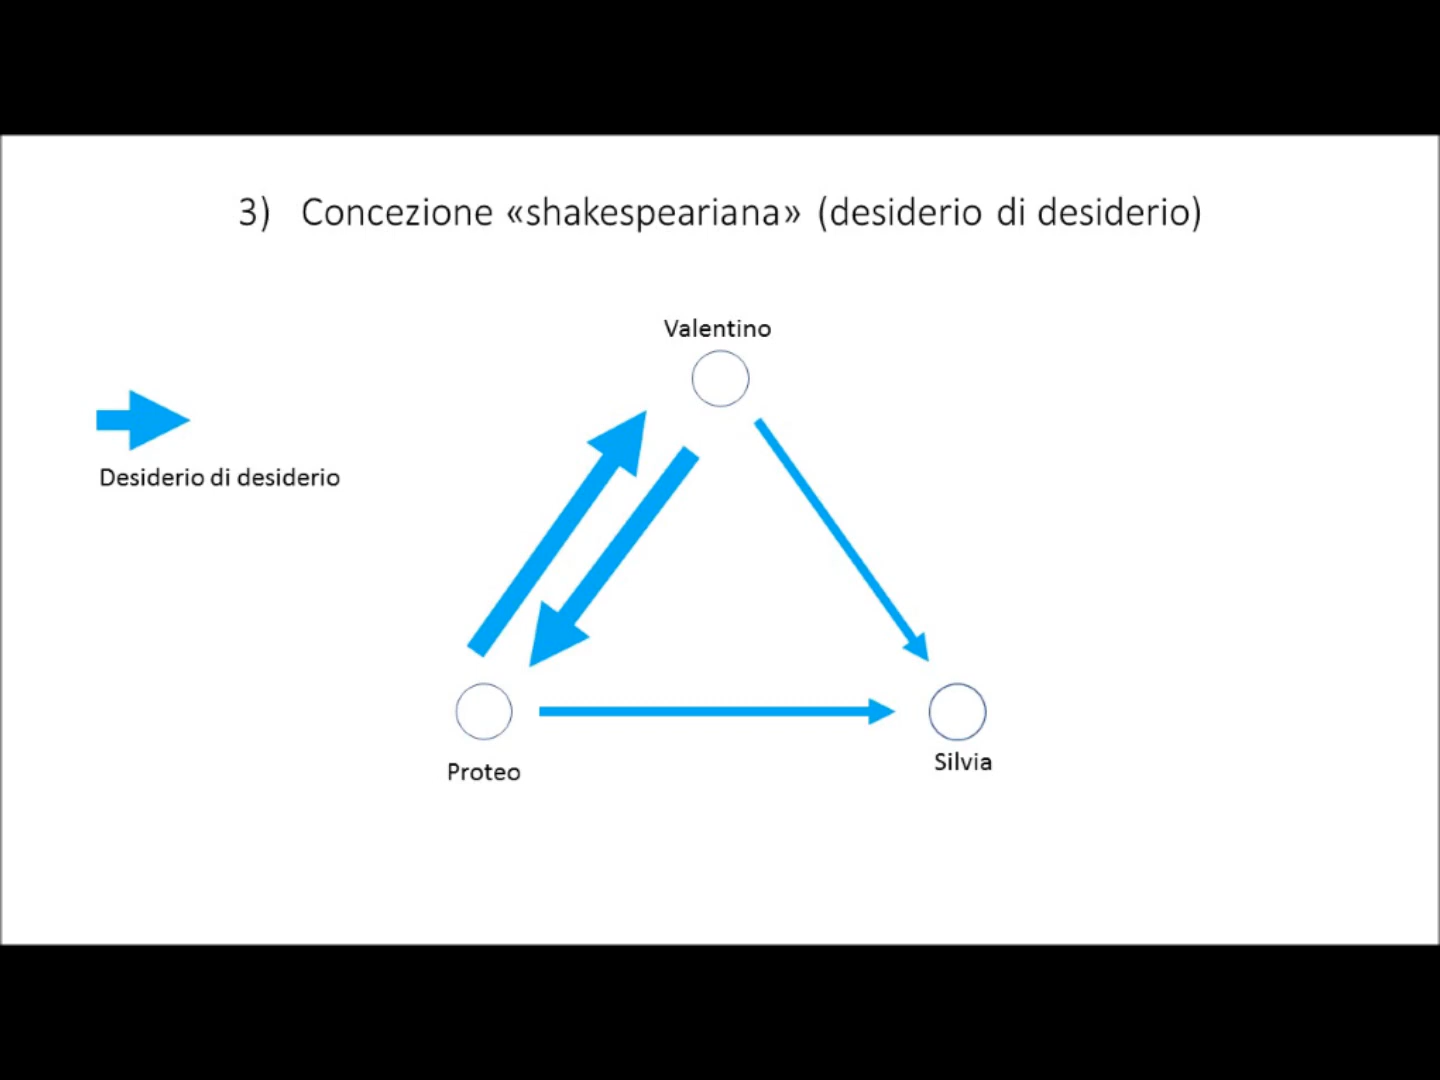 3) Concezione «shakespeariana» (desiderio di desiderio)
Valentino
Desiderio di desiderio
Proteo
Silvia